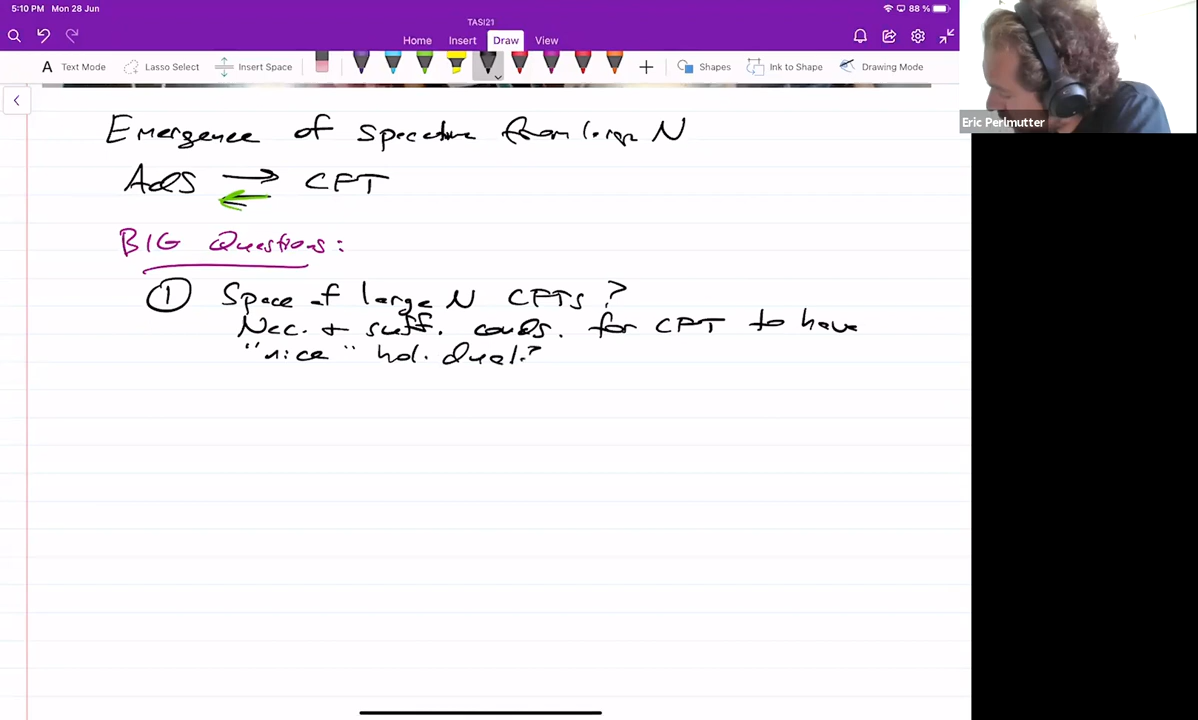 5:10 PM Mon 28 Jun
88 %
TASI21
Home Insert Draw View
A Text Mode Lasso Select Insert Space Shapes Ink to Shape Drawing Mode
Eric Perlmutter
Emergence of spacetime from large N
AdS → CFT
←
BIG Questions:
① Space of large N CFTs?
Nec. + suff. conds. for CFT to have
"nice" hol. dual?